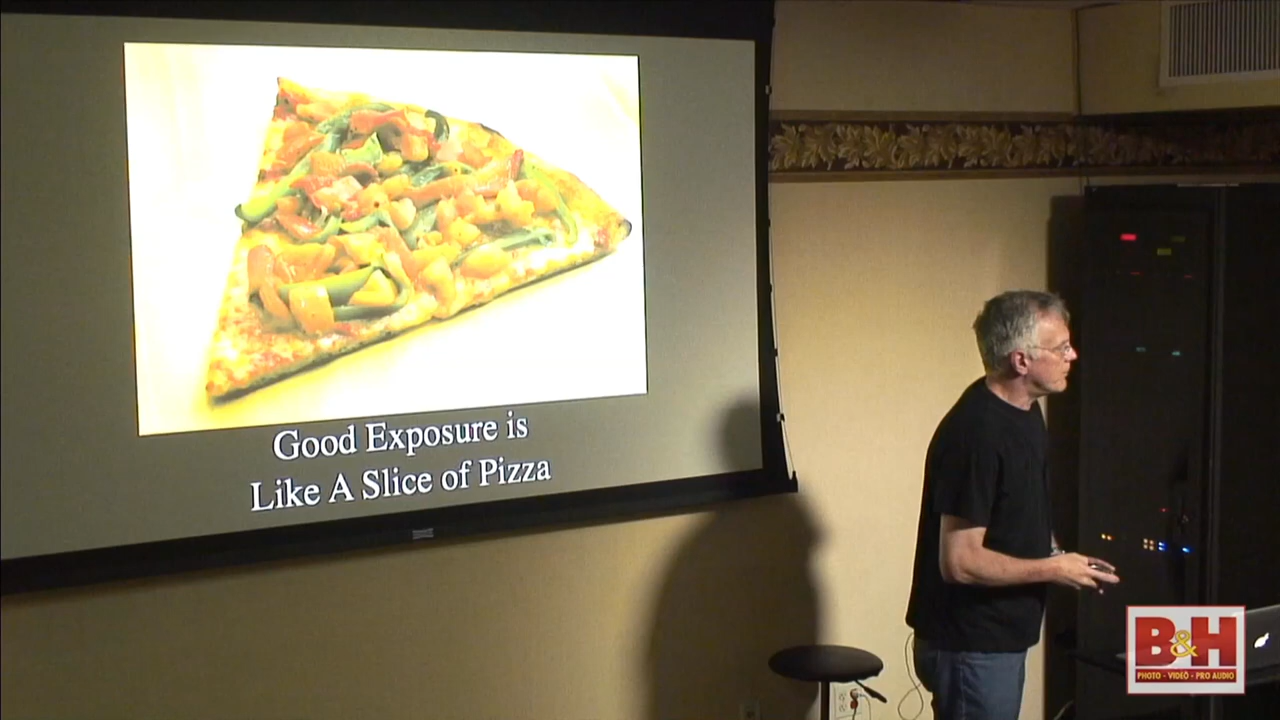 Good Exposure is
Like A Slice of Pizza
B&H
PHOTO - VIDEO - PRO AUDIO